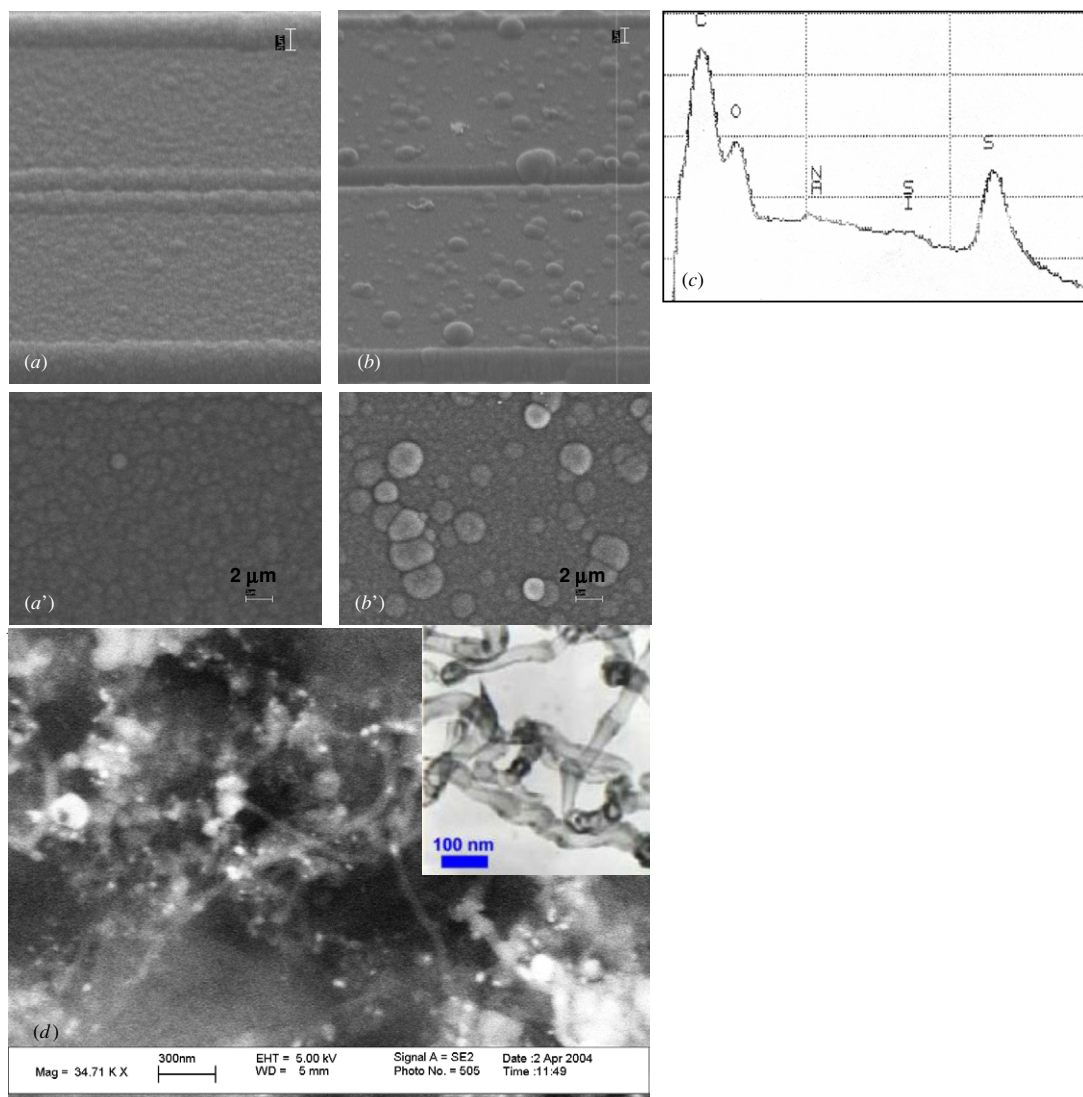 (a)
(b)
C
O
NA
SI
S
(c)
2 μm
(a’)
2 μm
(b’)
100 nm
(d)
Mag = 34.71 K X
300nm
EHT = 5.00 kV
WD = 5 mm
Signal A = SE2
Photo No. = 505
Date :2 Apr 2004
Time :11:49